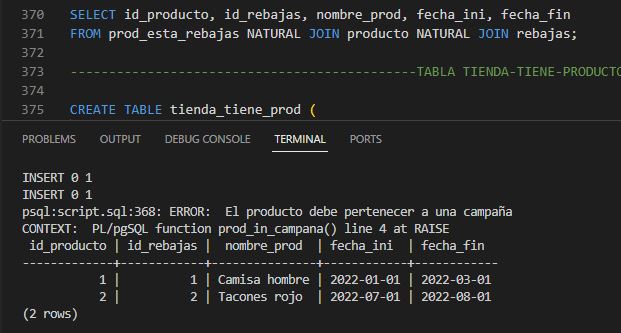 370 SELECT id_producto, id_rebajas, nombre_prod, fecha_ini, fecha_fin
371 FROM prod_esta_rebajas NATURAL JOIN producto NATURAL JOIN rebajas;
372
373 ---------------------------------------------TABLA TIENDA-TIENE-PRODUCTO
374
375 CREATE TABLE tienda_tiene_prod (
PROBLEMS OUTPUT DEBUG CONSOLE TERMINAL PORTS
INSERT 0 1
INSERT 0 1
psql:script.sql:368: ERROR:  El producto debe pertenecer a una campaña
CONTEXT:  PL/pgSQL function prod_in_campana() line 4 at RAISE
 id_producto | id_rebajas |  nombre_prod  | fecha_ini  | fecha_fin
-------------+------------+---------------+------------+------------
           1 |          1 | Camisa hombre | 2022-01-01 | 2022-03-01
           2 |          2 | Tacones rojo  | 2022-07-01 | 2022-08-01
(2 rows)